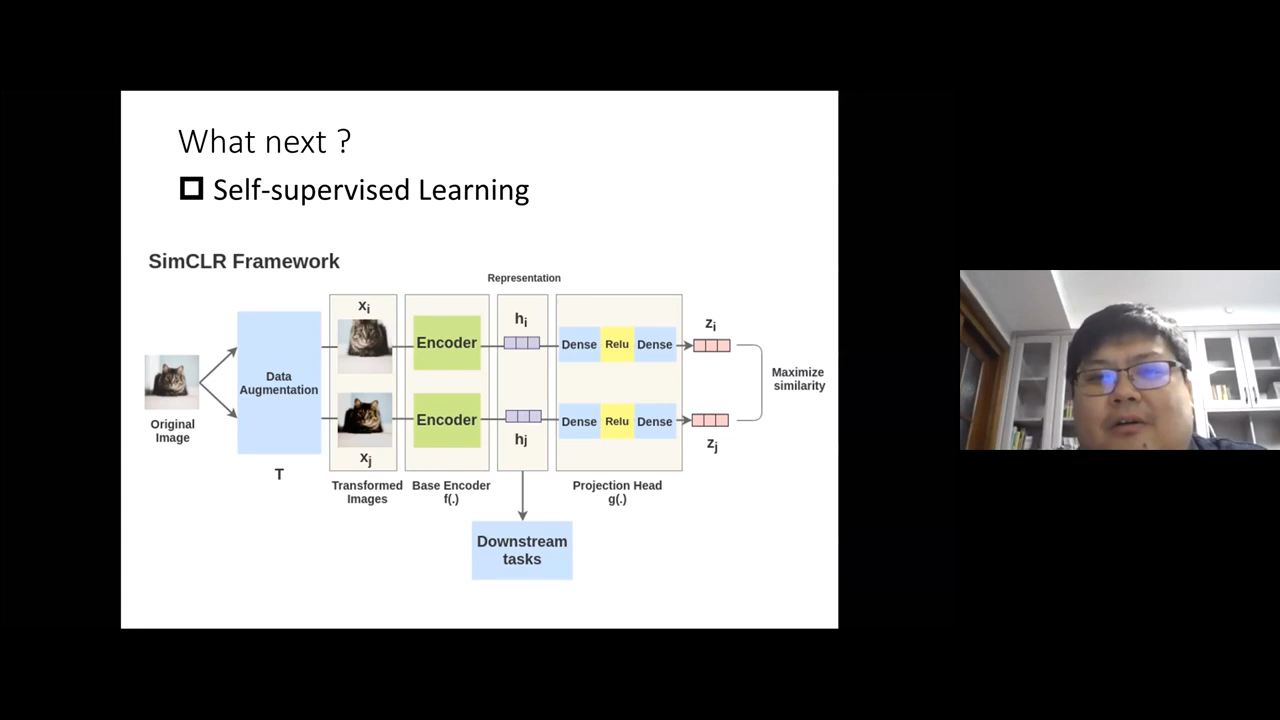 What next ?
Self-supervised Learning
SimCLR Framework
Representation
xi
hi
zi
Encoder
Dense
Relu
Dense
Data
Augmentation
Maximize
similarity
Original
Image
Encoder
Dense
Relu
Dense
hj
zj
xj
T
Transformed
Images
Base Encoder
f(.)
Projection Head
g(.)
Downstream
tasks